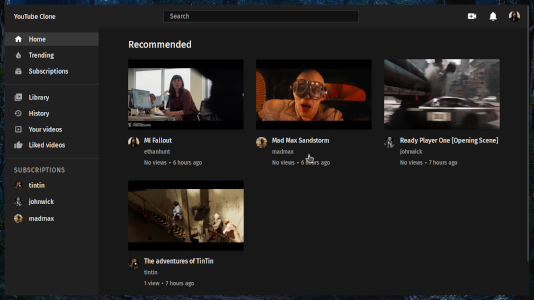 YouTube Clone
Search
Home
Trending
Subscriptions
Library
History
Your videos
Liked videos
SUBSCRIPTIONS
tintin
johnwick
madmax
Recommended
MI Fallout
ethanhunt
No views • 6 hours ago
Mad Max Sandstorm
madmax
No views • 6 hours ago
Ready Player One [Opening Scene]
johnwick
No views • 7 hours ago
The adventures of TinTin
tintin
1 view • 7 hours ago